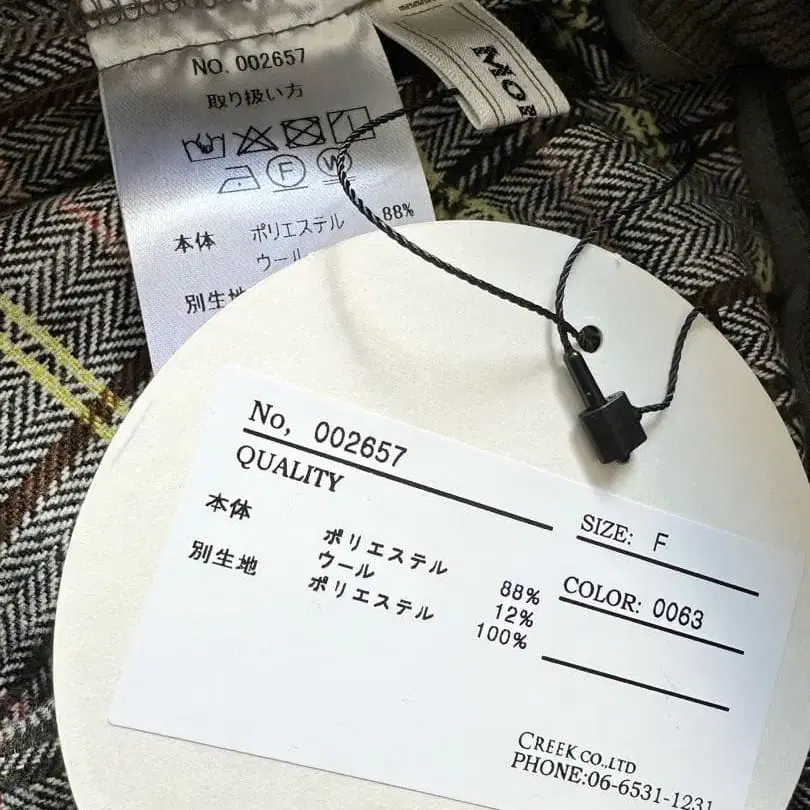 NO. 002657
取り扱い方
F
W
本体 ポリエステル 88%
ウール
別生地
No, 002657
QUALITY
SIZE: F
本体 ポリエステル 88%
ウール 12%
別生地 ポリエステル 100%
COLOR: 0063
CREEK CO.,LTD
PHONE:06-6531-1231